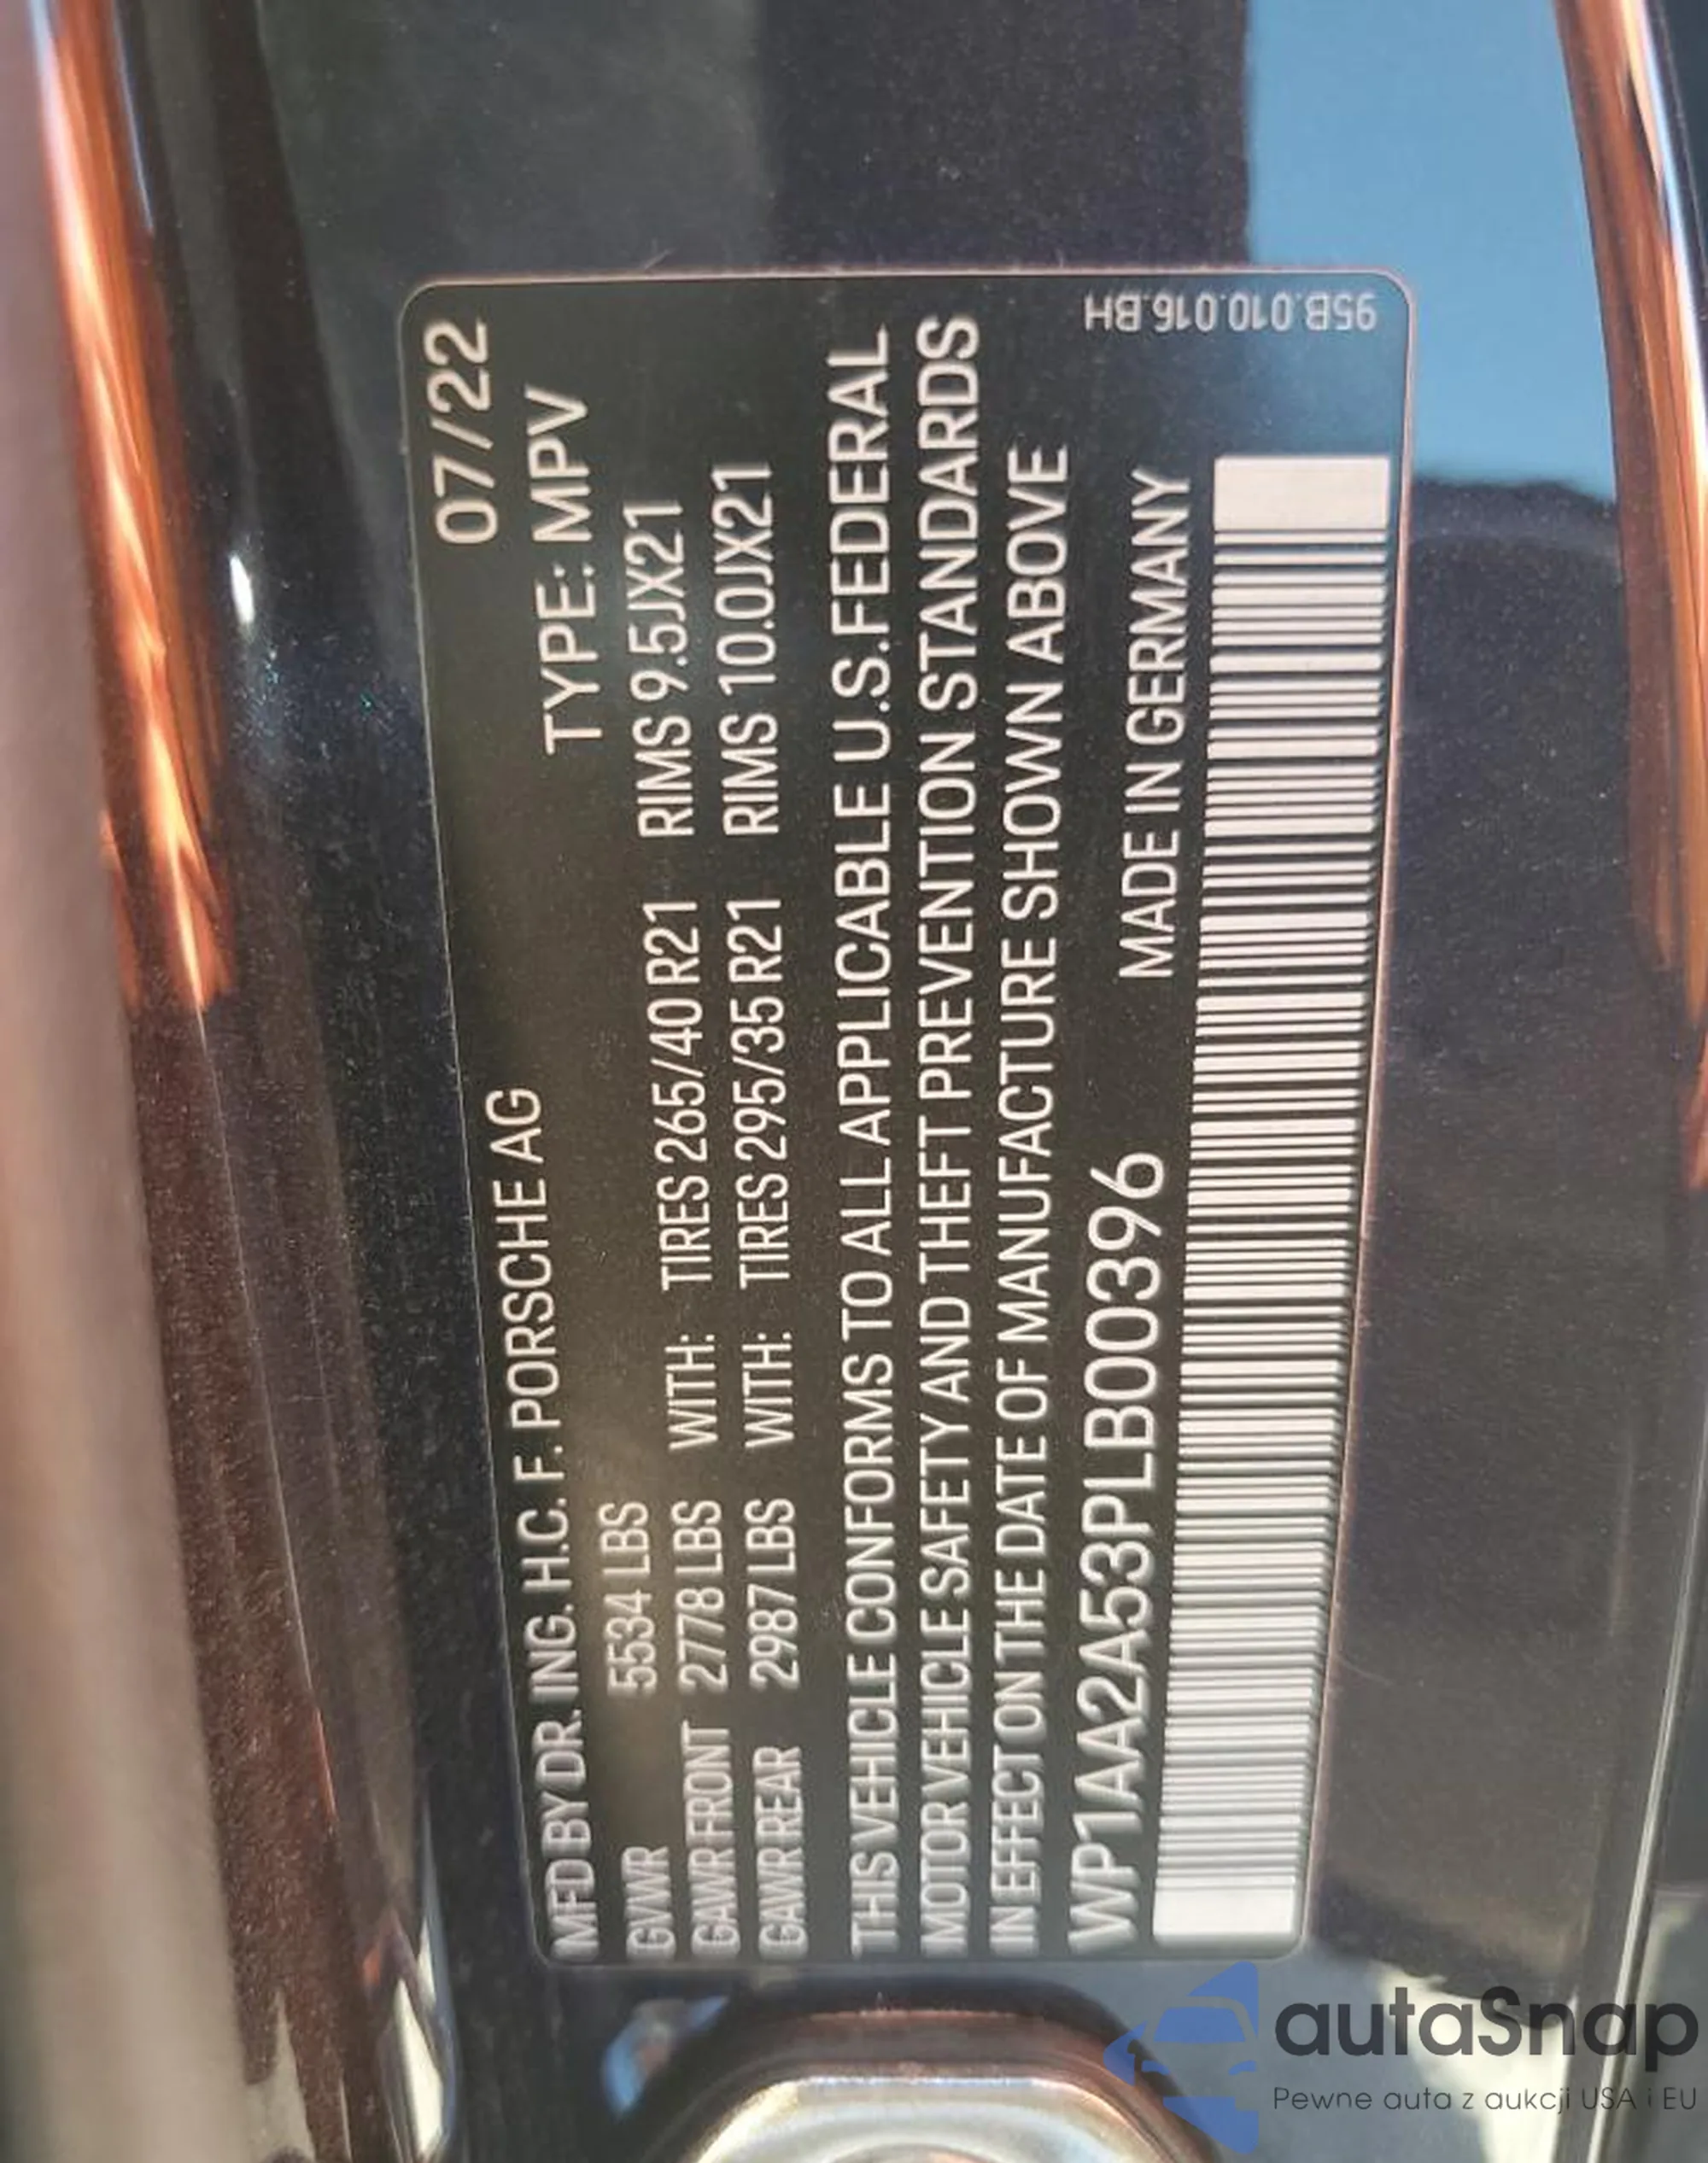 07/22
MFD BY DR. ING. H.C. F. PORSCHE AG TYPE: MPV
GVWR 5534 LBS
GAWR FRONT 2778 LBS WITH: TIRES 265/40 R21 RIMS 9.5JX21
GAWR REAR 2987 LBS WITH: TIRES 295/35 R21 RIMS 10.0JX21
THIS VEHICLE CONFORMS TO ALL APPLICABLE U.S.FEDERAL
MOTOR VEHICLE SAFETY AND THEFT PREVENTION STANDARDS
IN EFFECT ON THE DATE OF MANUFACTURE SHOWN ABOVE
WP1AA2A53PLB00396 MADE IN GERMANY
95B.010.016.BH
autaSnap
Pewne auta z aukcji USA i EU